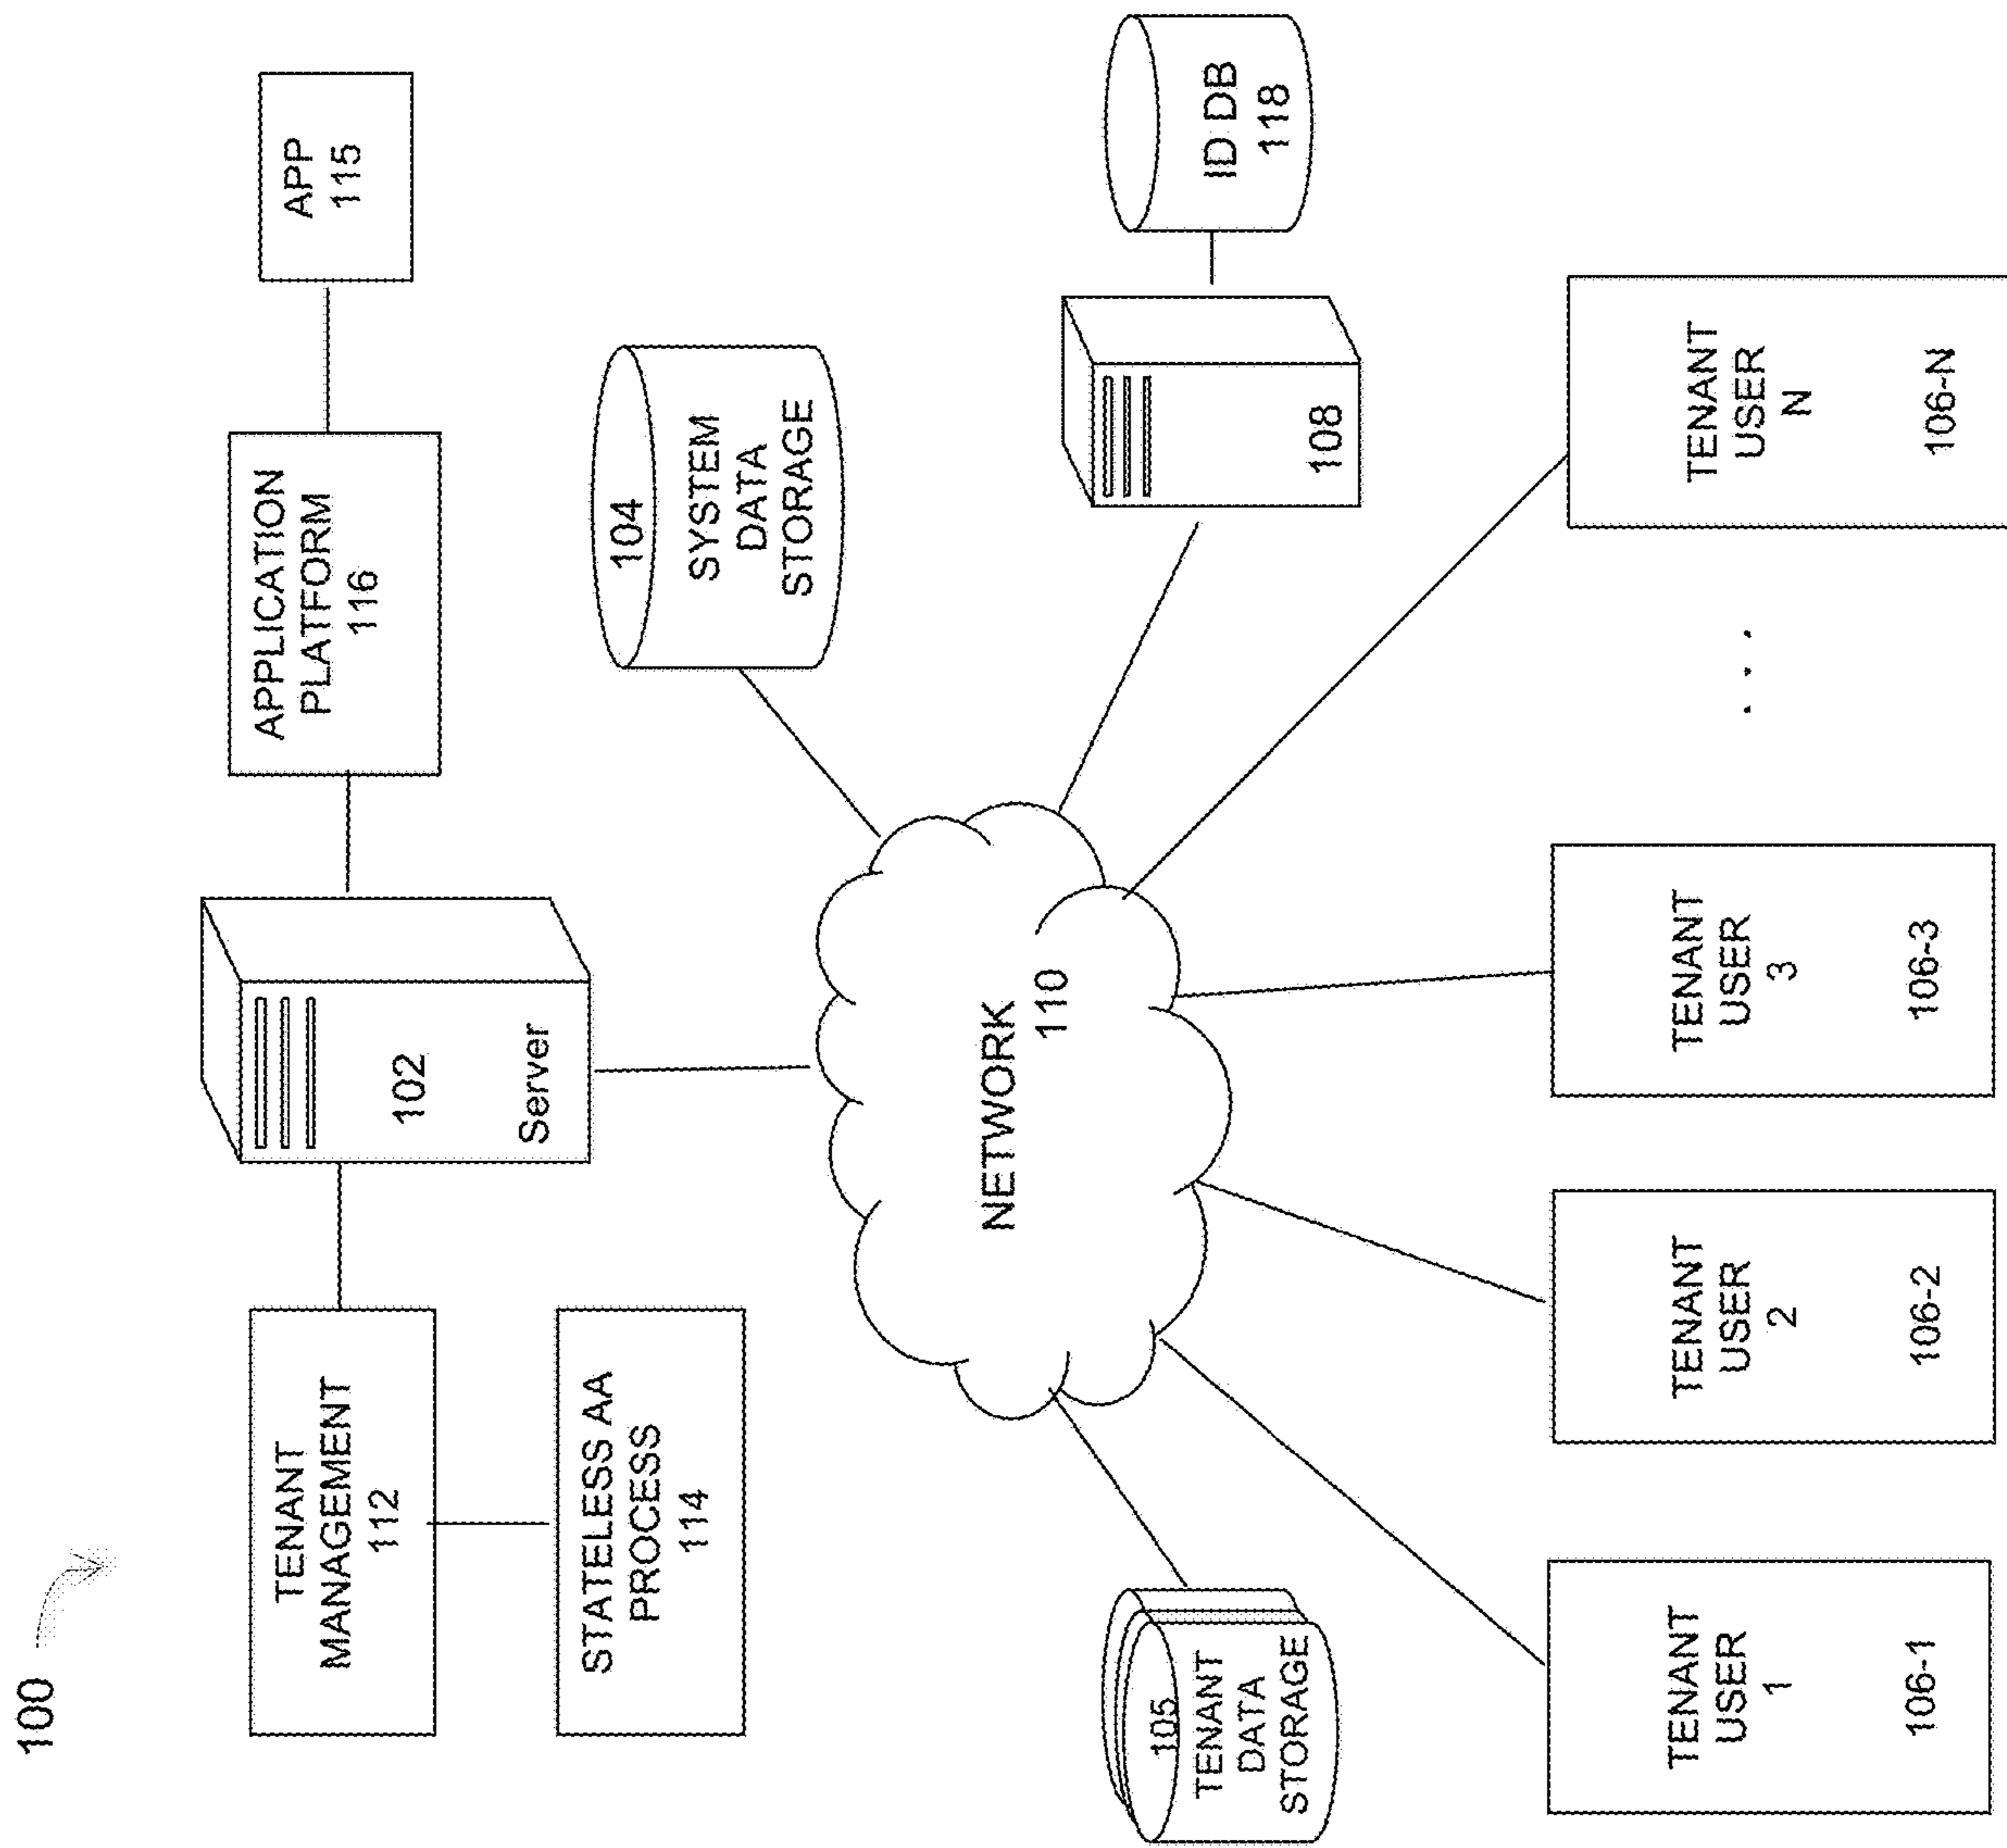 100
TENANT
MANAGEMENT
112
STATELESS AA
PROCESS
114
102
Server
APPLICATION
PLATFORM
116
APP
115
104
SYSTEM
DATA
STORAGE
NETWORK
110
105
TENANT
DATA
STORAGE
108
ID DB
118
TENANT
USER
1
106-1
TENANT
USER
2
106-2
TENANT
USER
3
106-3
. . .
TENANT
USER
N
106-N